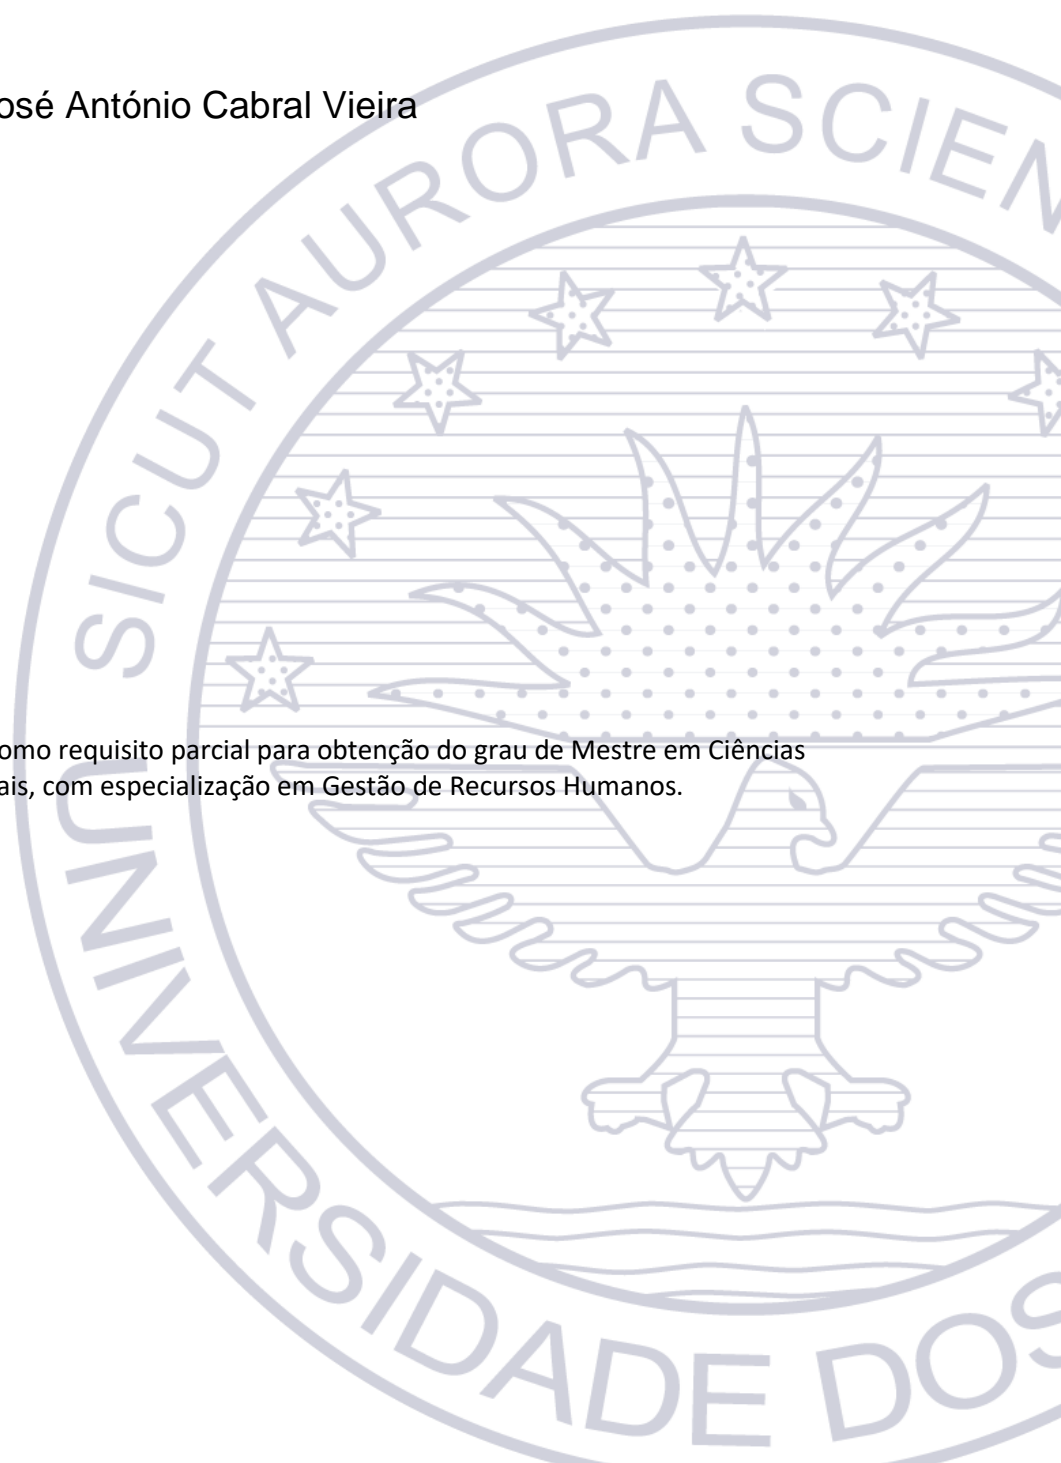 osé António Cabral Vieira
SICUT AURORA SCIEN
omo requisito parcial para obtenção do grau de Mestre em Ciências
ais, com especialização em Gestão de Recursos Humanos.
UNIVERSIDADE DOS